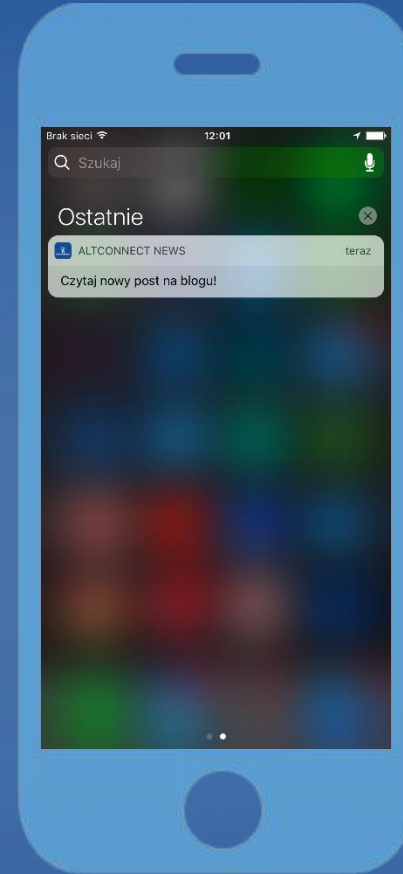 Brak sieci 12:01
Szukaj
Ostatnie
ALTCONNECT NEWS teraz
Czytaj nowy post na blogu!